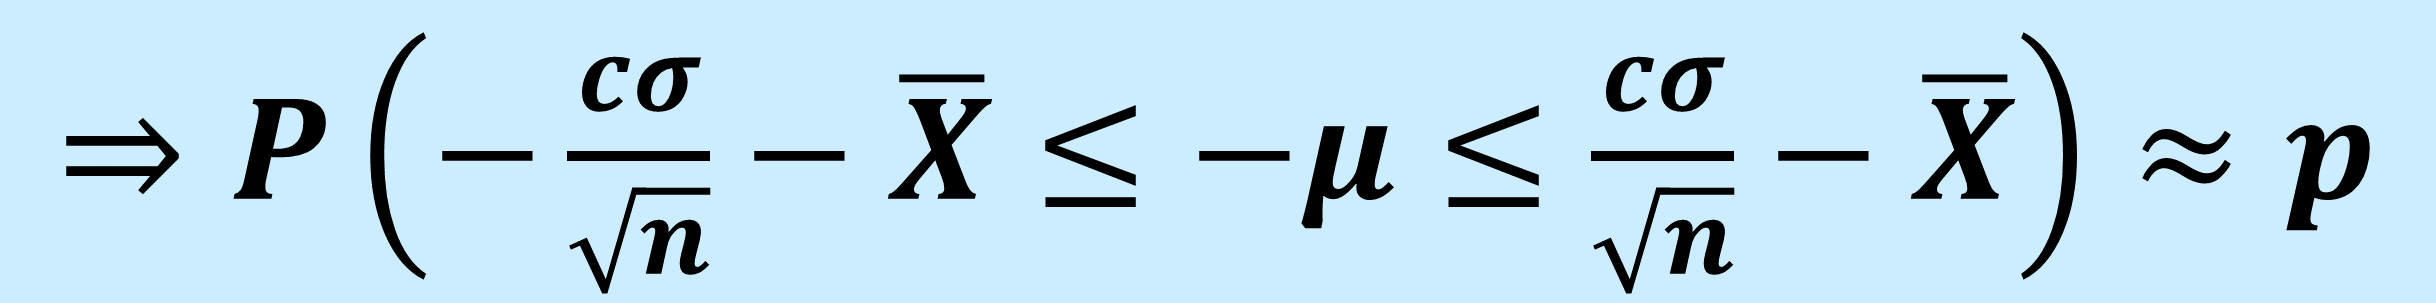 ⇒ P(−cσ/√n − X̅ ≤ −μ ≤ cσ/√n − X̅) ≈ p